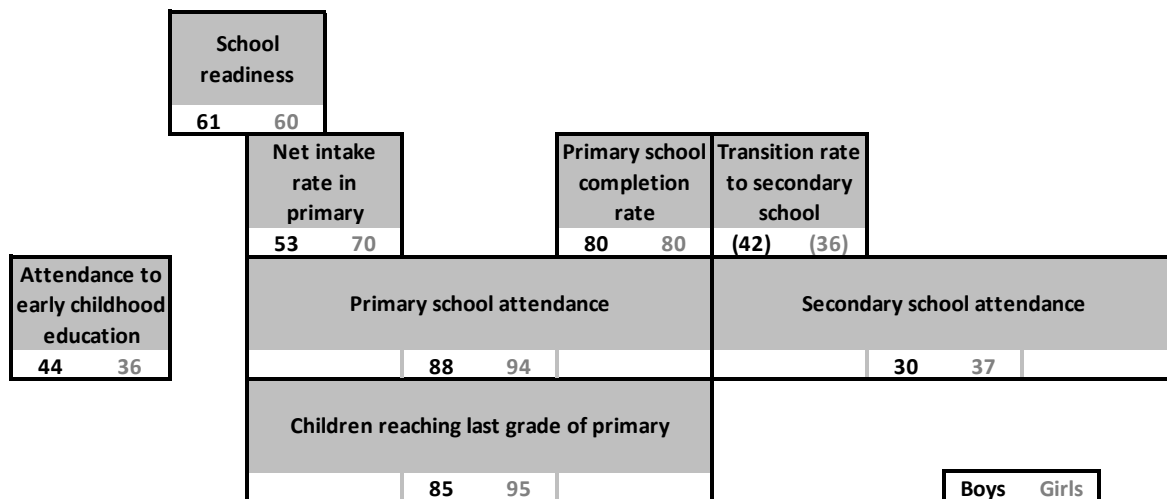 School
readiness
61 60
Net intake
rate in
primary
53 70
Primary school
completion
rate
80 80
Transition rate
to secondary
school
(42) (36)
Attendance to
early childhood
education
44 36
Primary school attendance
88 94
Secondary school attendance
30 37
Children reaching last grade of primary
85 95
Boys Girls